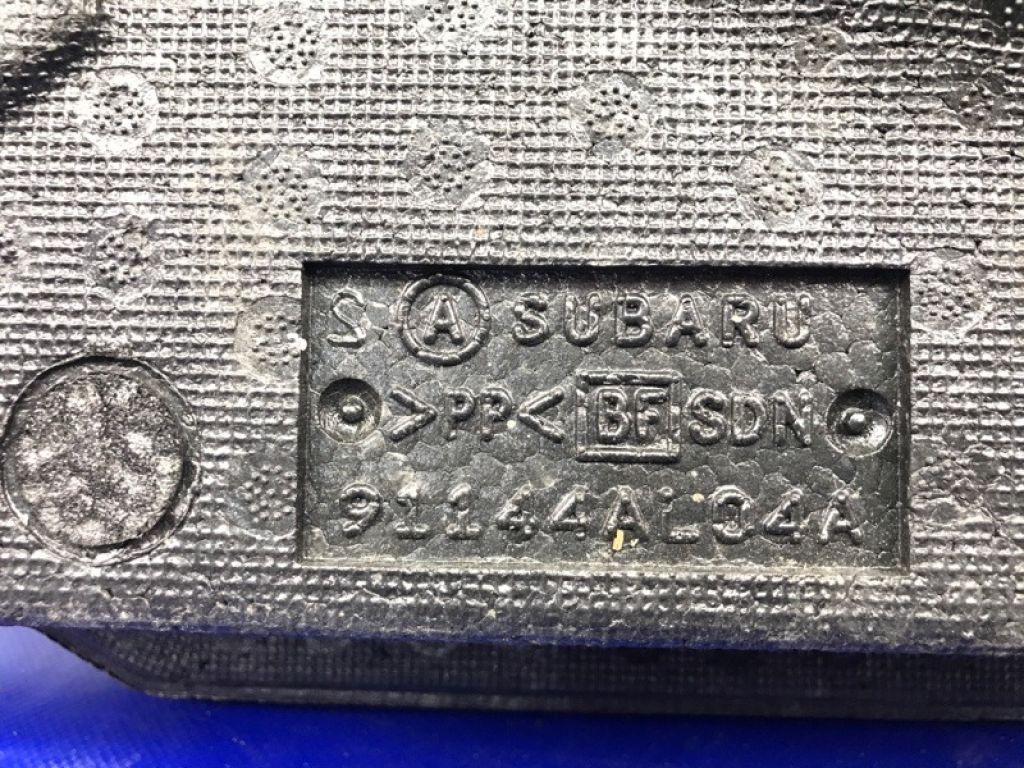 S A SUBARU
>PP< BF SDN
91144AL04A